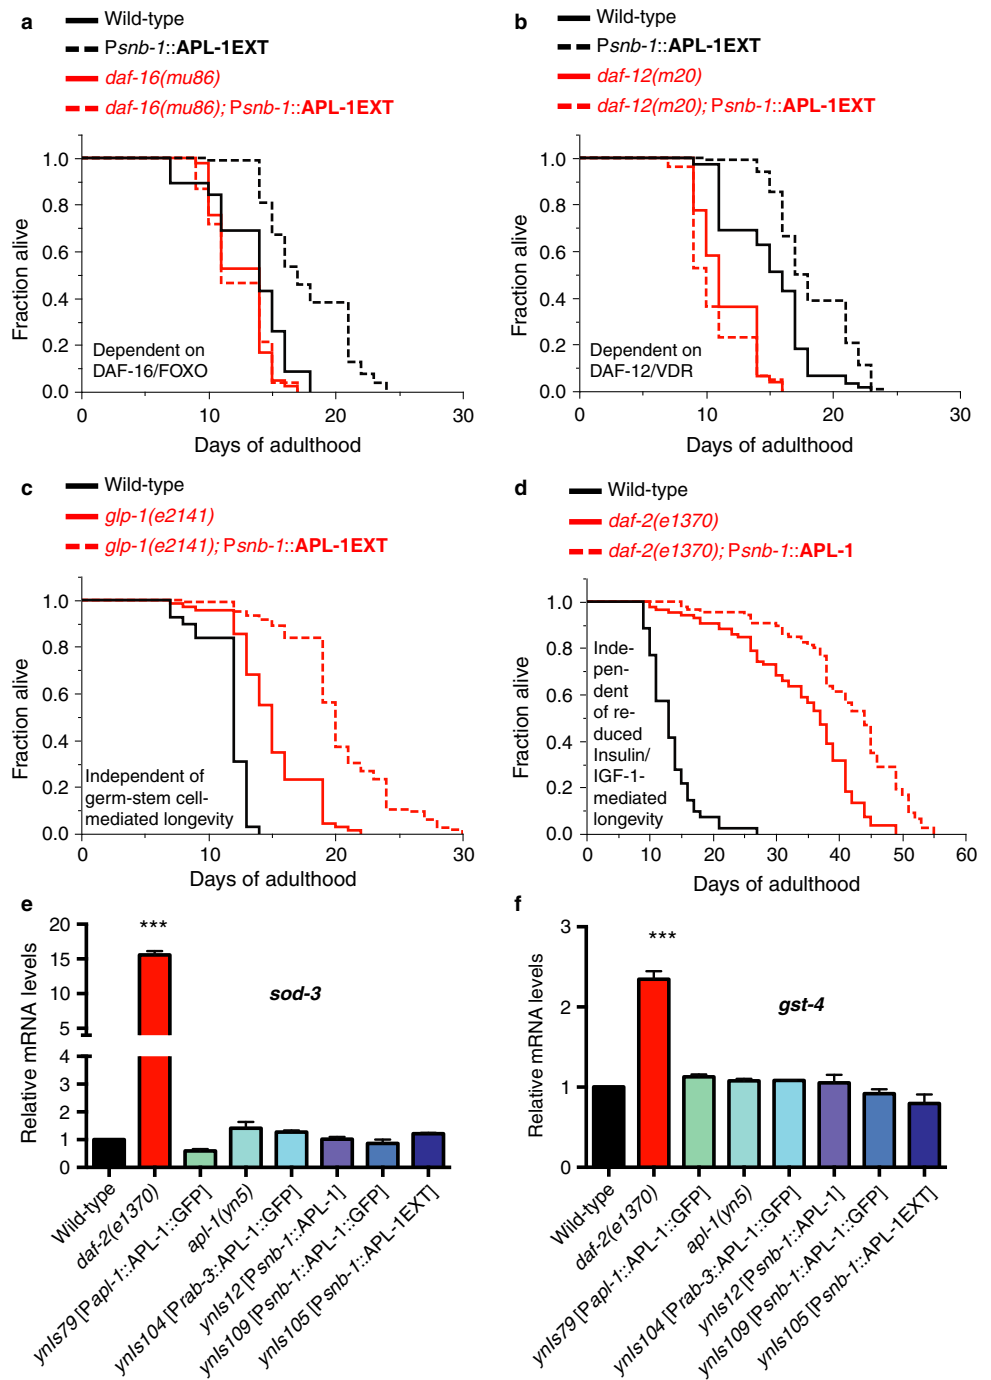 a
Wild-type
Psnb-1::APL-1EXT
daf-16(mu86)
daf-16(mu86); Psnb-1::APL-1EXT
1.0
0.8
0.6
0.4
0.2
0.0
Fraction alive
Dependent on
DAF-16/FOXO
0 10 20 30
Days of adulthood
b
Wild-type
Psnb-1::APL-1EXT
daf-12(m20)
daf-12(m20); Psnb-1::APL-1EXT
1.0
0.8
0.6
0.4
0.2
0.0
Fraction alive
Dependent on
DAF-12/VDR
0 10 20 30
Days of adulthood
c
Wild-type
glp-1(e2141)
glp-1(e2141); Psnb-1::APL-1EXT
1.0
0.8
0.6
0.4
0.2
0.0
Fraction alive
Independent of
germ-stem cell-
mediated longevity
0 10 20 30
Days of adulthood
d
Wild-type
daf-2(e1370)
daf-2(e1370); Psnb-1::APL-1
1.0
0.8
0.6
0.4
0.2
0.0
Fraction alive
Inde-
pen-
dent
of re-
duced
Insulin/
IGF-1-
mediated
longevity
0 10 20 30 40 50 60
Days of adulthood
e
20
15
10
5
4
3
2
1
0
Relative mRNA levels
***
sod-3
Wild-type
daf-2(e1370)
ynIs79 [Papl-1::APL-1::GFP]
apl-1(yn5)
ynIs104 [Prab-3::APL-1::GFP]
ynIs12 [Psnb-1::APL-1]
ynIs109 [Psnb-1::APL-1::GFP]
ynIs105 [Psnb-1::APL-1EXT]
f
3
2
1
0
Relative mRNA levels
***
gst-4
Wild-type
daf-2(e1370)
ynIs79 [Papl-1::APL-1::GFP]
apl-1(yn5)
ynIs104 [Prab-3::APL-1::GFP]
ynIs12 [Psnb-1::APL-1]
ynIs109 [Psnb-1::APL-1::GFP]
ynIs105 [Psnb-1::APL-1EXT]